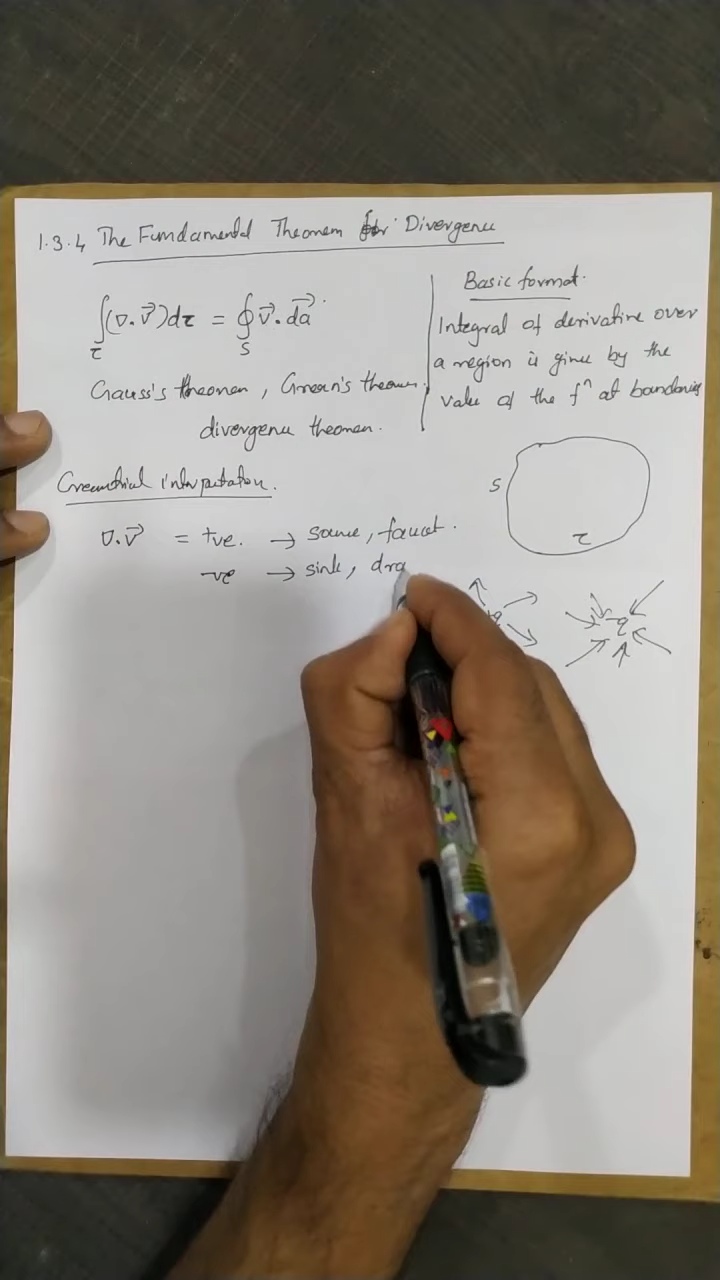 1.3.4 The Fundamental Theorem for Divergence
∫(∇.v⃗)dτ = ∮v⃗.da⃗
τ S
Gauss's theorem, Green's theorem,
divergence theorem.
Basic format.
Integral of derivative over
a region is given by the
value of the fⁿ at boundaries
Geometrical interpretation.
∇.v⃗ = +ve. → source, faucet.
-ve → sink, dra
S
τ
+q
-q